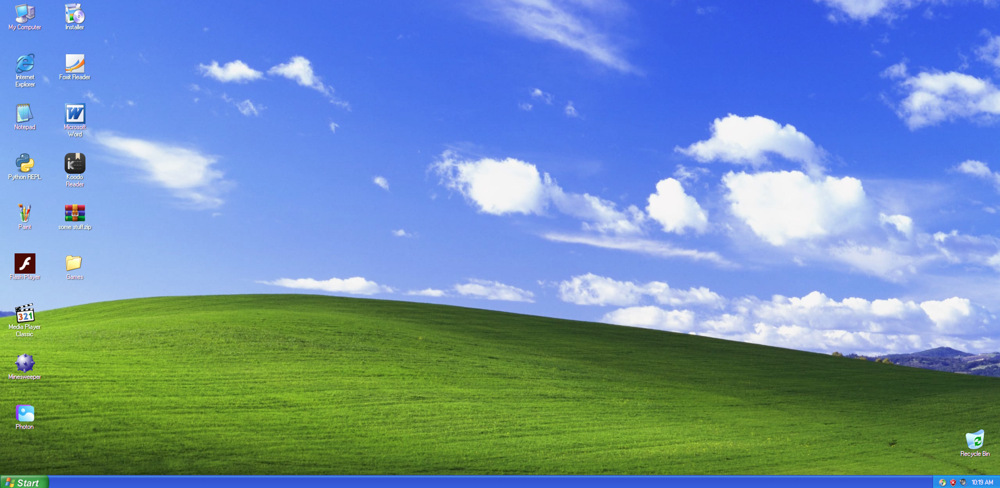 My Computer
Installer
Internet
Explorer
Foxit Reader
Notepad
W
Microsoft
Word
Python REPL
k
Koodo
Reader
Paint
some stuff.zip
Flash Player
Games
321
Media Player
Classic
Minesweeper
Photon
Recycle Bin
Start
10:19 AM